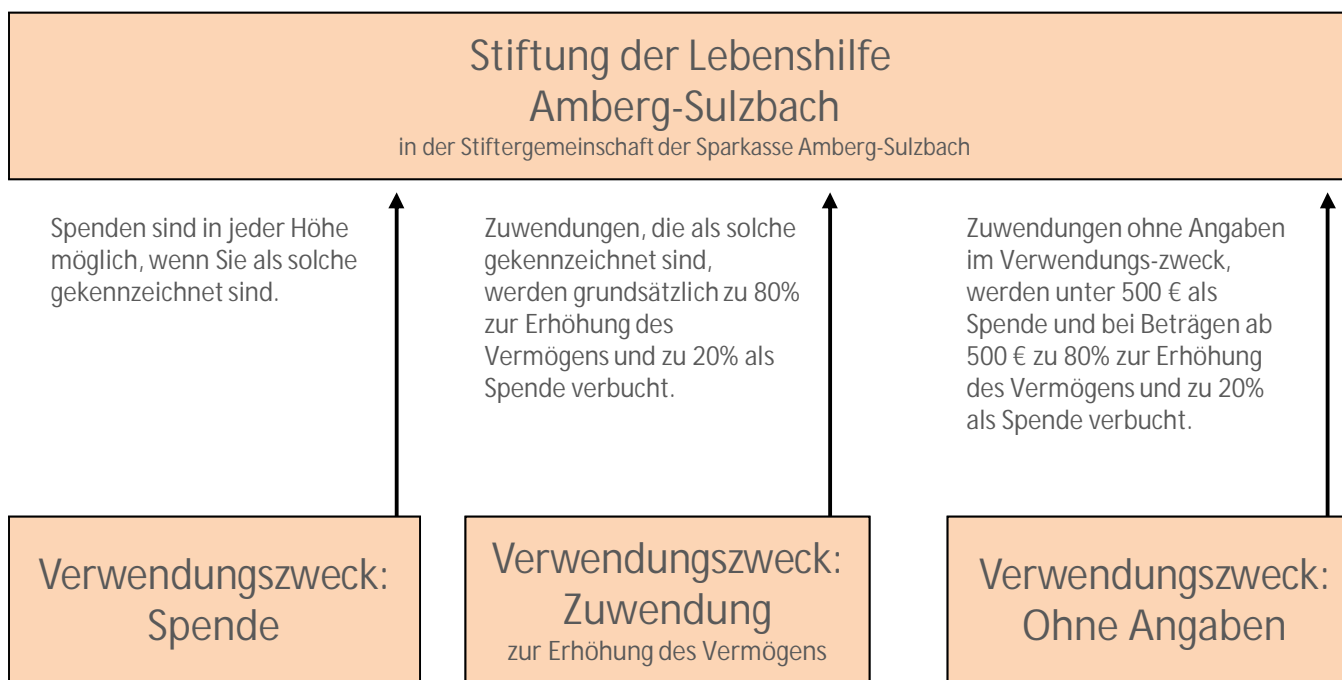 Stiftung der Lebenshilfe
Amberg-Sulzbach
in der Stiftergemeinschaft der Sparkasse Amberg-Sulzbach
Spenden sind in jeder Höhe
möglich, wenn Sie als solche
gekennzeichnet sind.
Zuwendungen, die als solche
gekennzeichnet sind,
werden grundsätzlich zu 80%
zur Erhöhung des
Vermögens und zu 20% als
Spende verbucht.
Zuwendungen ohne Angaben
im Verwendungs-zweck,
werden unter 500 € als
Spende und bei Beträgen ab
500 € zu 80% zur Erhöhung
des Vermögens und zu 20%
als Spende verbucht.
Verwendungszweck:
Spende
Verwendungszweck:
Zuwendung
zur Erhöhung des Vermögens
Verwendungszweck:
Ohne Angaben